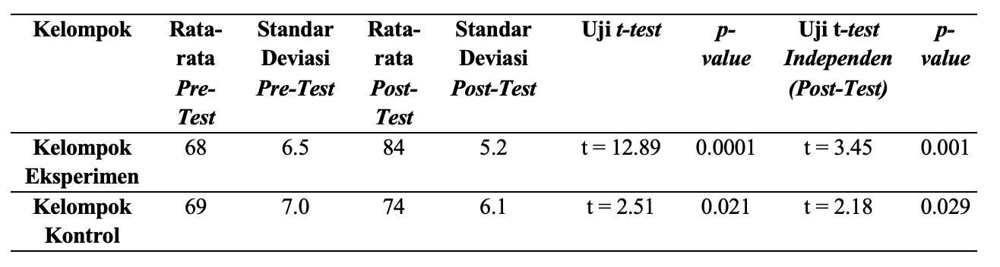 Kelompok Rata- Standar Rata- Standar Uji t-test p- Uji t-test p-
rata Deviasi rata Deviasi value Independen value
Pre- Pre-Test Post- Post-Test (Post-Test)
Test Test
Kelompok 68 6.5 84 5.2 t = 12.89 0.0001 t = 3.45 0.001
Eksperimen
Kelompok 69 7.0 74 6.1 t = 2.51 0.021 t = 2.18 0.029
Kontrol